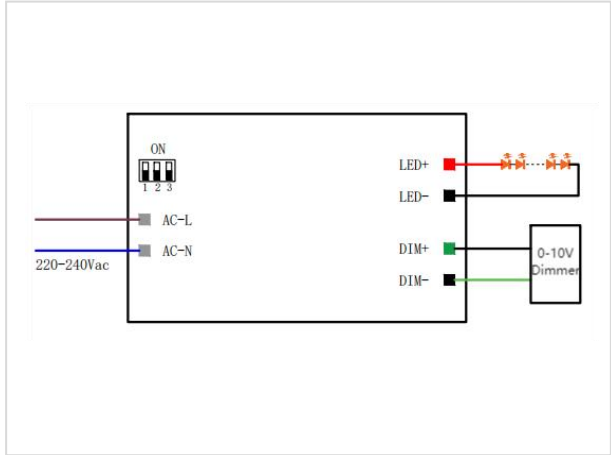 ON
1 2 3
LED+
LED-
AC-L
AC-N
220-240Vac
DIM+
DIM-
0-10V
Dimmer